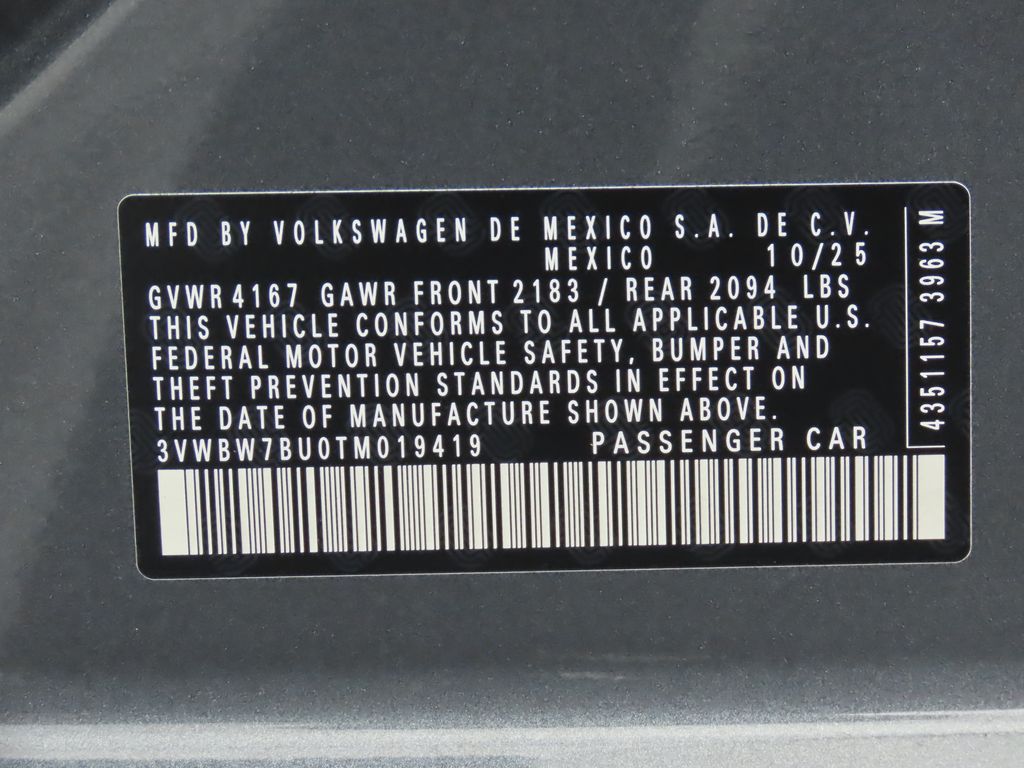 MFD BY VOLKSWAGEN DE MEXICO S.A. DE C.V.
MEXICO 10/25
GVWR 4167 GAWR FRONT 2183 / REAR 2094 LBS
THIS VEHICLE CONFORMS TO ALL APPLICABLE U.S.
FEDERAL MOTOR VEHICLE SAFETY, BUMPER AND
THEFT PREVENTION STANDARDS IN EFFECT ON
THE DATE OF MANUFACTURE SHOWN ABOVE.
3VWBW7BU0TM019419 PASSENGER CAR
4351157 3963 M